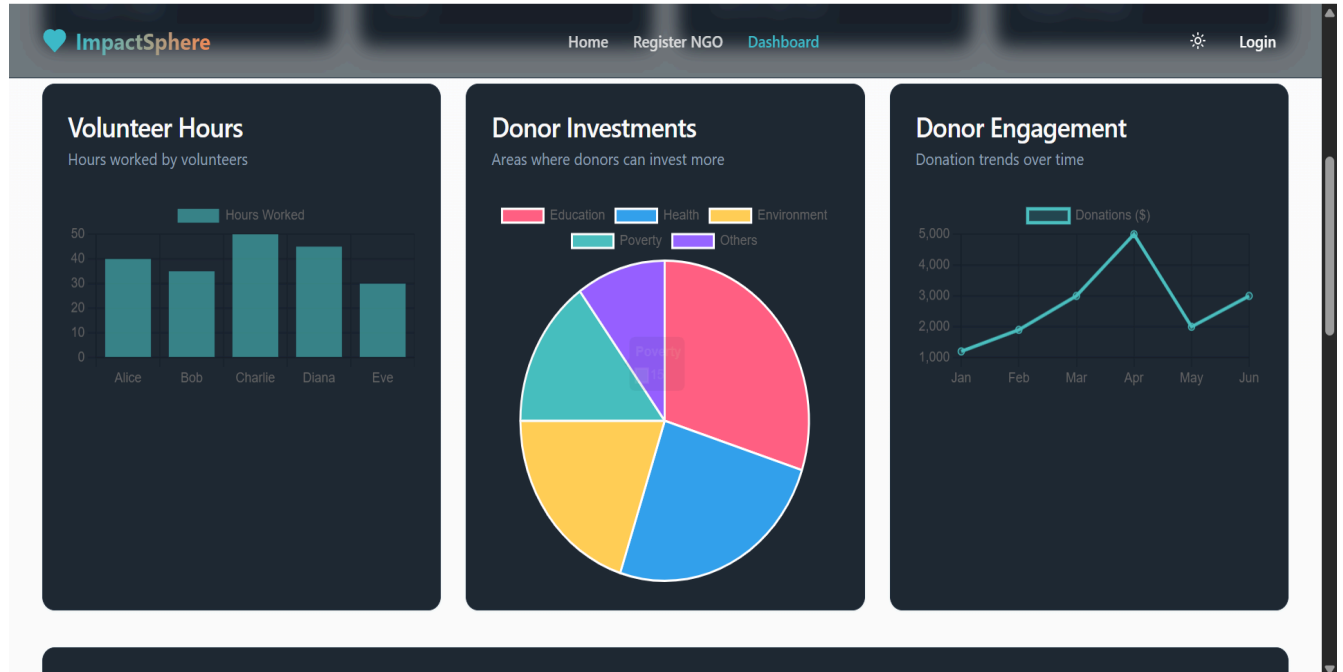 ImpactSphere
Home Register NGO Dashboard
Login
Volunteer Hours
Hours worked by volunteers
Hours Worked
50
40
30
20
10
0
Alice Bob Charlie Diana Eve
Donor Investments
Areas where donors can invest more
Education Health Environment
Poverty Others
Poverty
15
Donor Engagement
Donation trends over time
Donations ($)
5,000
4,000
3,000
2,000
1,000
Jan Feb Mar Apr May Jun